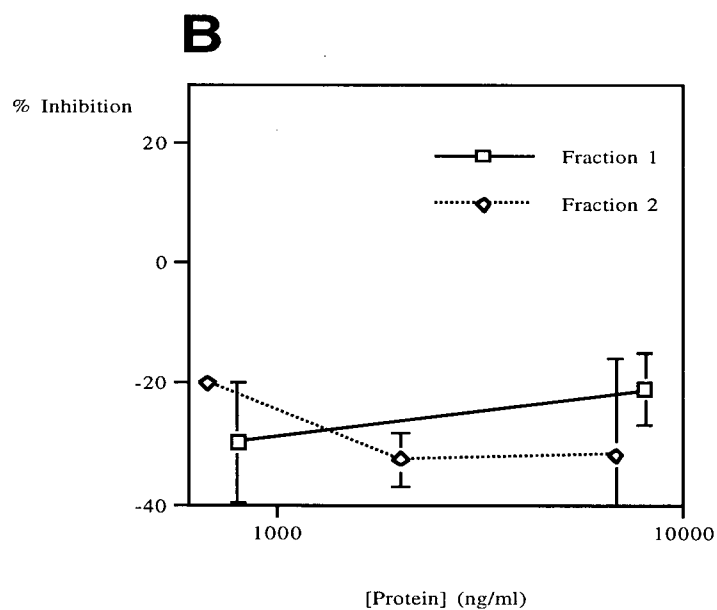 B
% Inhibition
20
Fraction 1
Fraction 2
0
-20
-40
1000
10000
[Protein] (ng/ml)